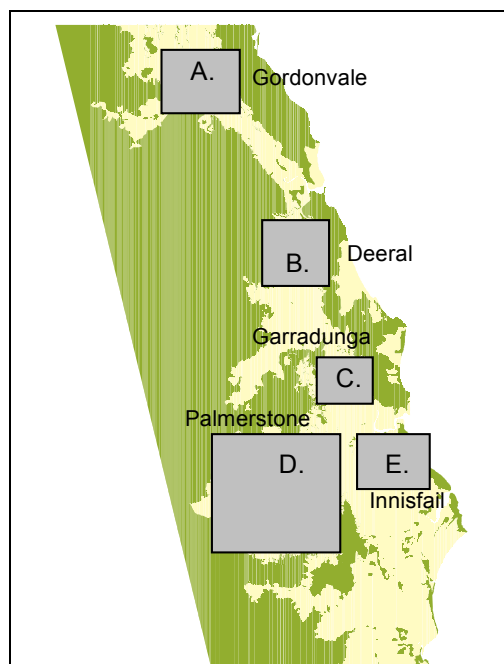 A.
Gordonvale
B.
Deeral
Garradunga
C.
Palmerstone
D.
E.
Innisfail